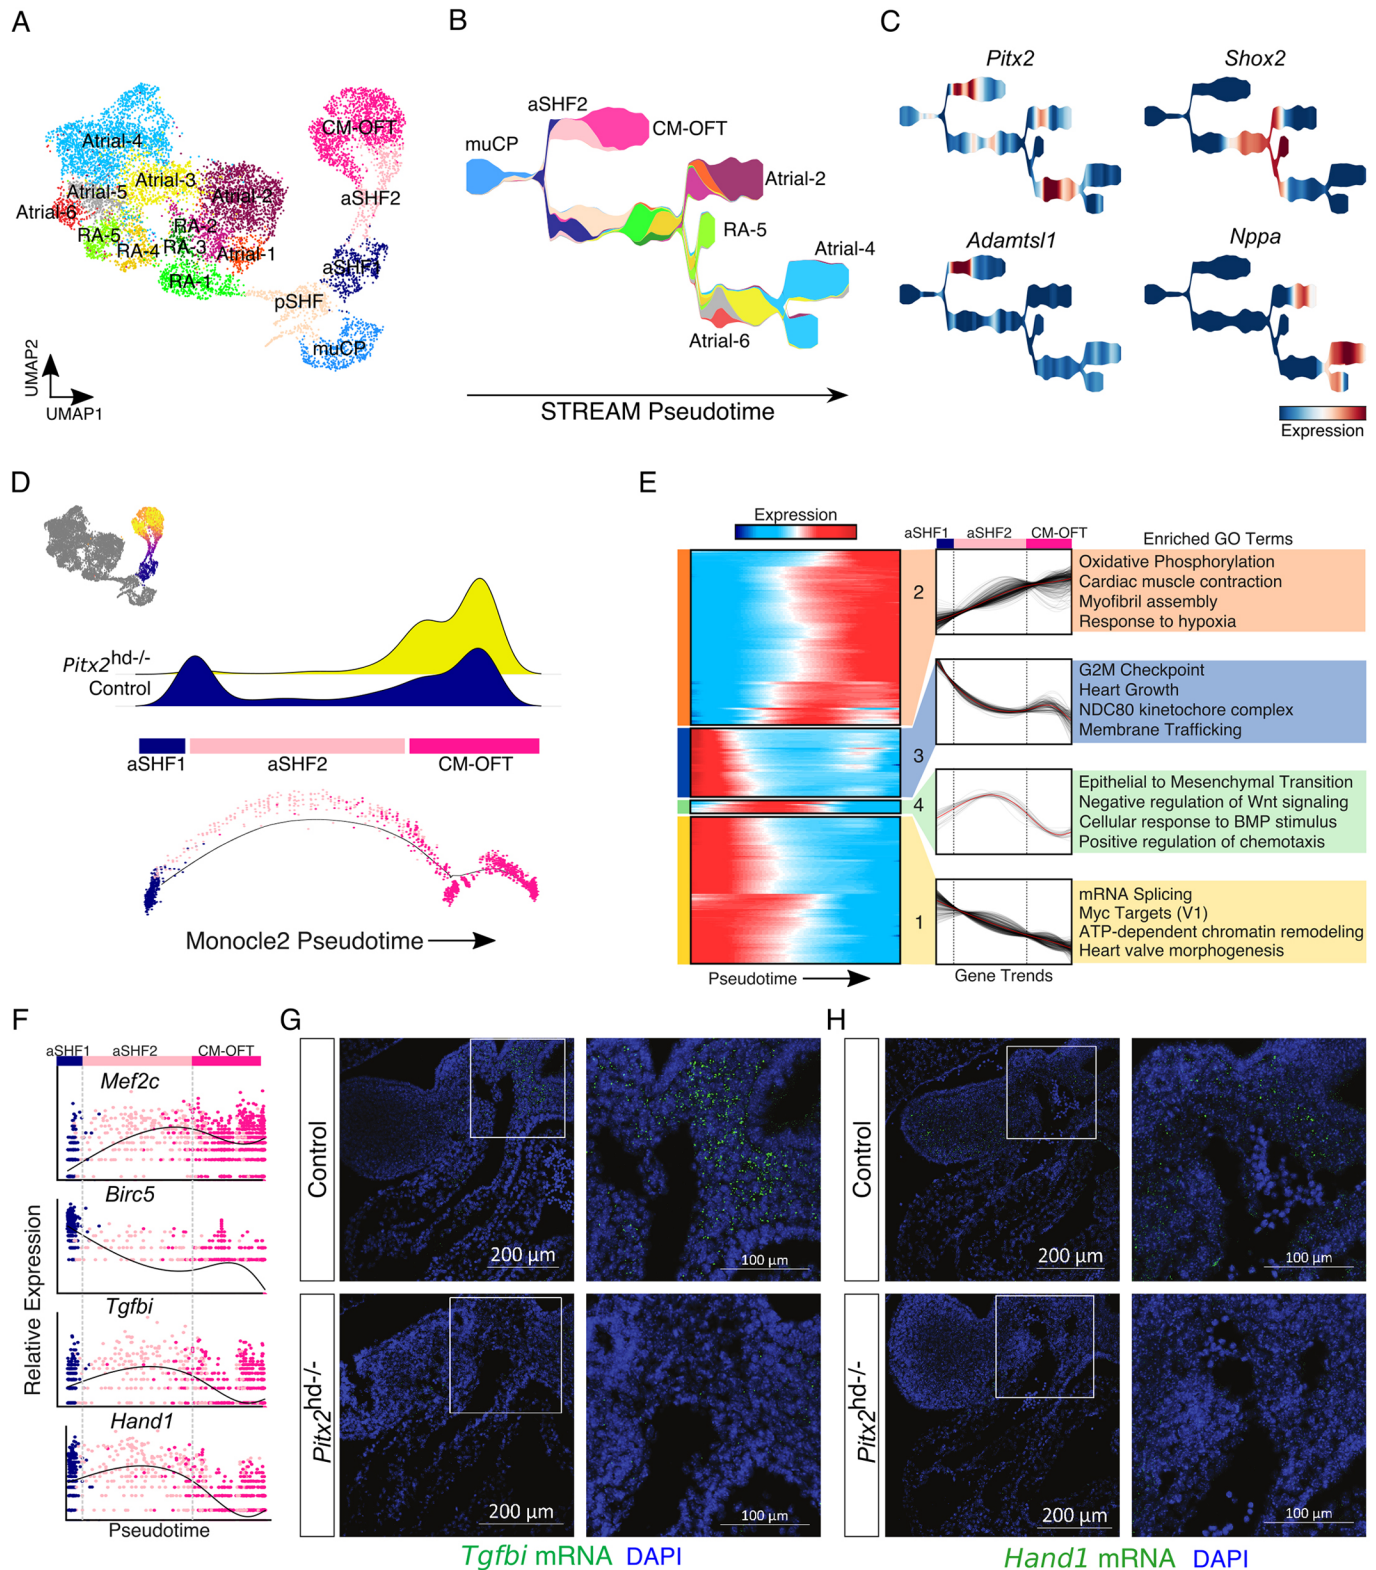 A
Atrial-4
CM-OFT
Atrial-3
Atrial-5
Atrial-2
aSHF2
Atrial-6
RA-2
RA-5
RA-4
RA-3
Atrial-1
aSHF1
RA-1
pSHF
muCP
UMAP2
UMAP1
B
aSHF2
muCP
CM-OFT
Atrial-2
RA-5
Atrial-4
Atrial-6
STREAM Pseudotime
C
Pitx2
Shox2
Adamtsl1
Nppa
Expression
D
Pitx2hd-/-
Control
aSHF1
aSHF2
CM-OFT
Monocle2 Pseudotime
E
Expression
aSHF1
aSHF2
CM-OFT
Enriched GO Terms
2
Oxidative Phosphorylation
Cardiac muscle contraction
Myofibril assembly
Response to hypoxia
3
G2M Checkpoint
Heart Growth
NDC80 kinetochore complex
Membrane Trafficking
4
Epithelial to Mesenchymal Transition
Negative regulation of Wnt signaling
Cellular response to BMP stimulus
Positive regulation of chemotaxis
1
mRNA Splicing
Myc Targets (V1)
ATP-dependent chromatin remodeling
Heart valve morphogenesis
Pseudotime
Gene Trends
F
aSHF1
aSHF2
CM-OFT
Mef2c
Birc5
Tgfbi
Hand1
Relative Expression
Pseudotime
G
Control
200 µm
100 µm
Pitx2hd-/-
200 µm
100 µm
Tgfbi mRNA DAPI
H
Control
200 µm
100 µm
Pitx2hd-/-
200 µm
100 µm
Hand1 mRNA DAPI